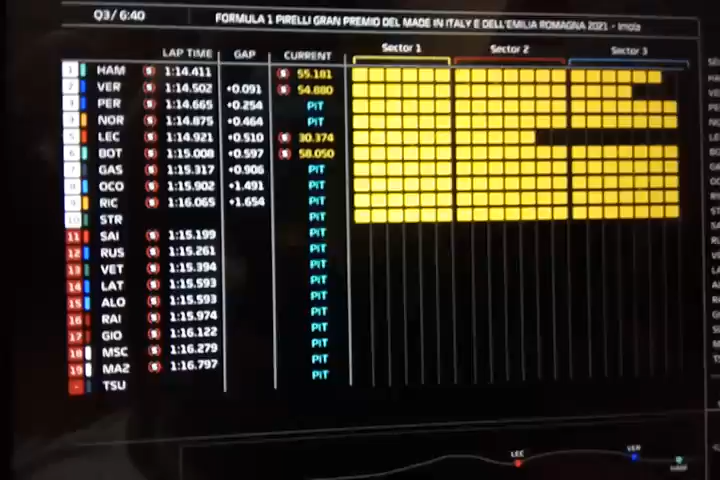 Q3/ 6:40 FORMULA 1 PIRELLI GRAN PREMIO DEL MADE IN ITALY E DELL'EMILIA ROMAGNA 2021 - Imola
LAP TIME GAP CURRENT Sector 1 Sector 2 Sector 3
1 HAM S 1:14.411 S 55.181
2 VER S 1:14.502 +0.091 S 54.880
3 PER S 1:14.665 +0.254 PIT
4 NOR S 1:14.875 +0.464 PIT
5 LEC S 1:14.921 +0.510 S 30.374
6 BOT S 1:15.008 +0.597 S 58.050
7 GAS S 1:15.317 +0.906 PIT
8 OCO S 1:15.902 +1.491 PIT
9 RIC S 1:16.065 +1.654 PIT
10 STR PIT
11 SAI S 1:15.199 PIT
12 RUS S 1:15.261 PIT
13 VET S 1:15.394 PIT
14 LAT S 1:15.593 PIT
15 ALO S 1:15.593 PIT
16 RAI S 1:15.974 PIT
17 GIO S 1:16.122 PIT
18 MSC S 1:16.279 PIT
19 MAZ S 1:16.797 PIT
- TSU PIT
LEC VER HAM